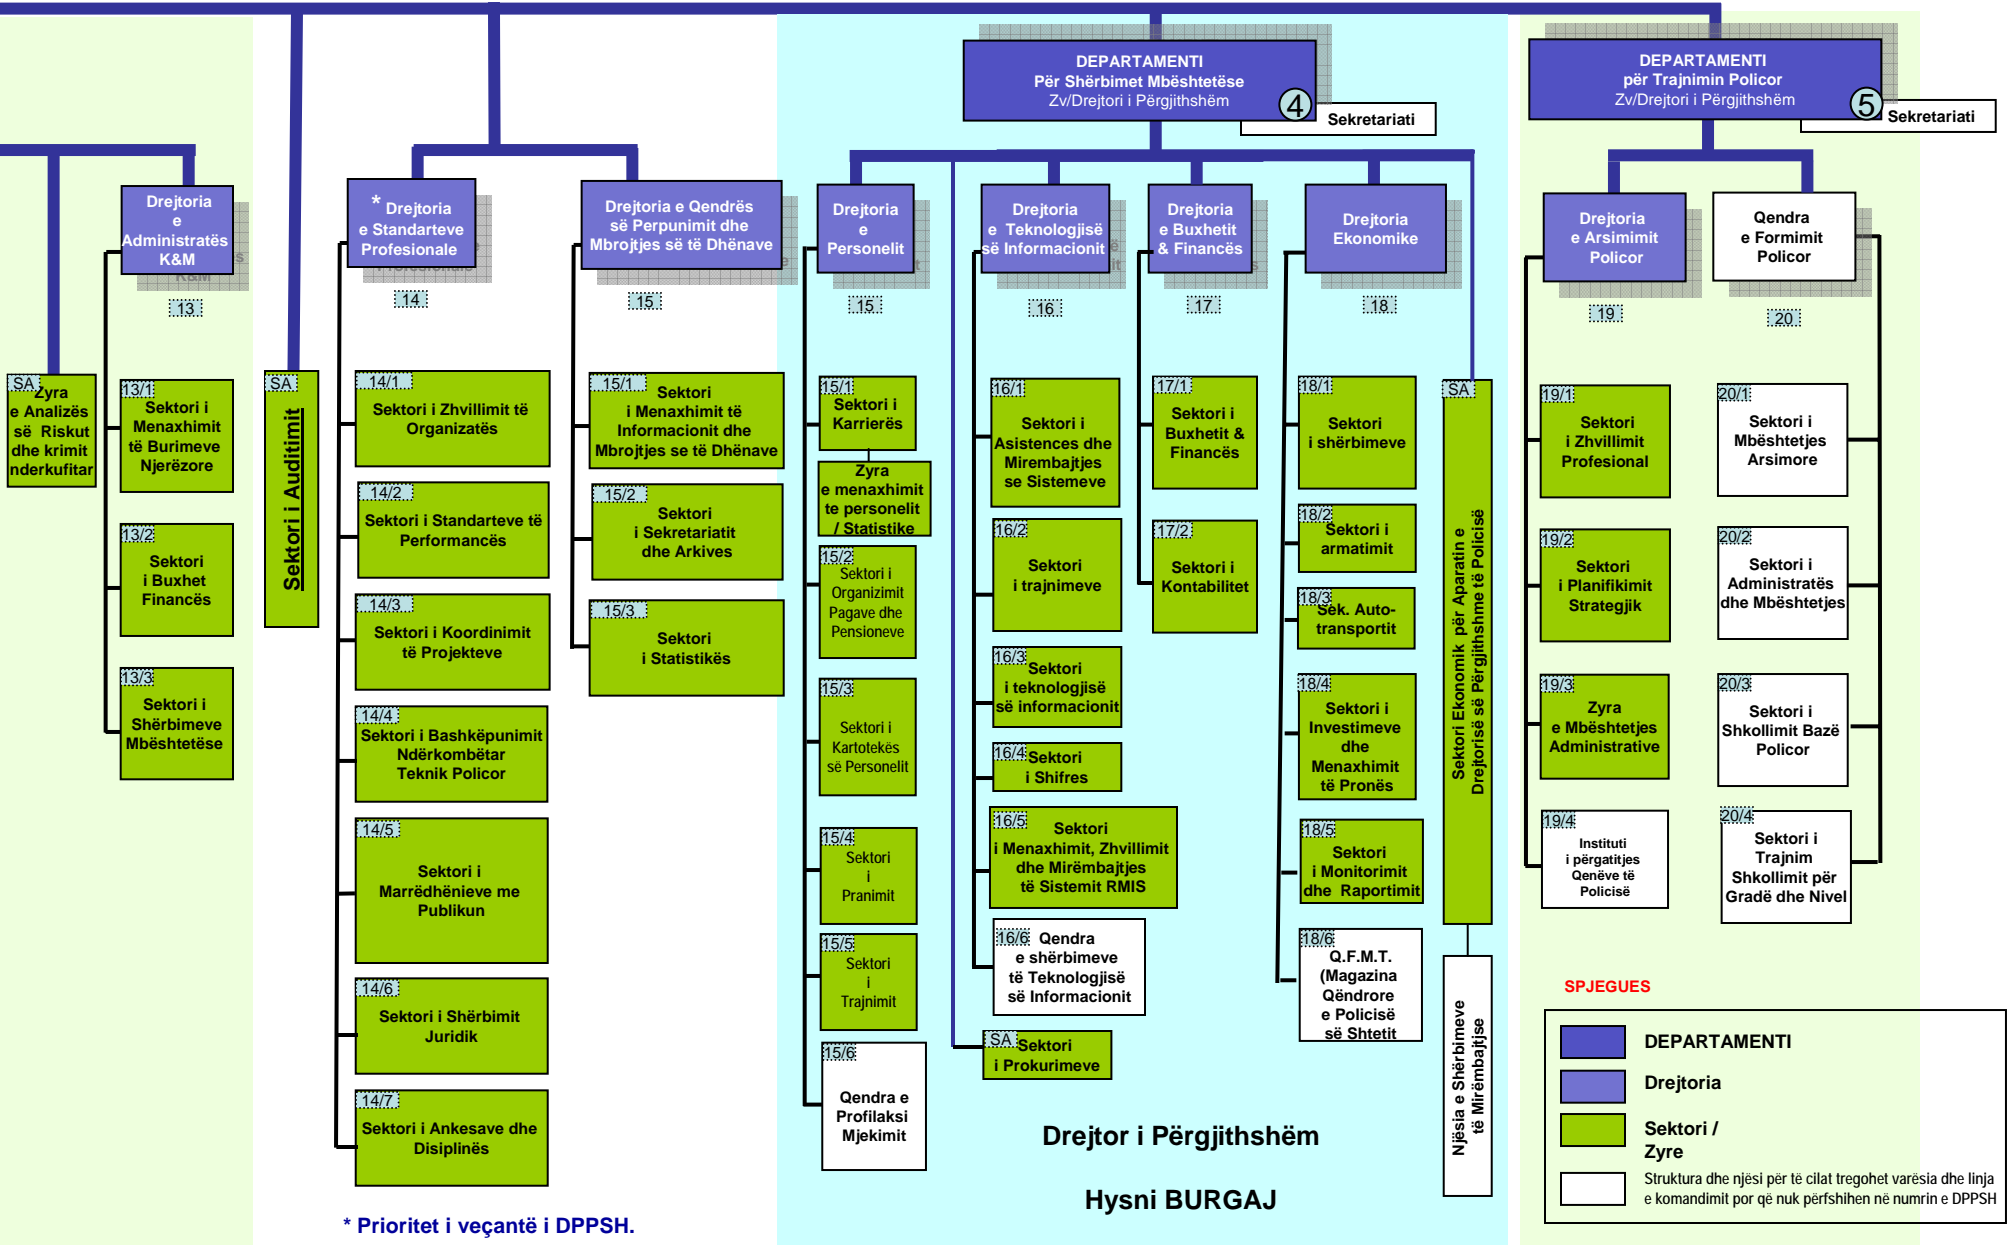 DEPARTAMENTI
Për Shërbimet Mbështetëse
Zv/Drejtori i Përgjithshëm
4
Sekretariati
DEPARTAMENTI
për Trajnimin Policor
Zv/Drejtori i Përgjithshëm
5
Sekretariati
Drejtoria
e
Administratës
K&M
13
* Drejtoria
e Standarteve
Profesionale
14
Drejtoria e Qendrës
së Perpunimit dhe
Mbrojtjes së të Dhënave
15
Drejtoria
e
Personelit
15
Drejtoria
e Teknologjisë
së Informacionit
16
Drejtoria
e Buxhetit
& Financës
17
Drejtoria
Ekonomike
18
Drejtoria
e Arsimimit
Policor
19
Qendra
e Formimit
Policor
20
SA
Zyra
e Analizës
së Riskut
dhe krimit
nderkufitar
13/1
Sektori i
Menaxhimit
të Burimeve
Njerëzore
13/2
Sektori
i Buxhet
Financës
13/3
Sektori i
Shërbimeve
Mbështetëse
SA
Sektori i Auditimit
14/1
Sektori i Zhvillimit të
Organizatës
14/2
Sektori i Standarteve të
Performancës
14/3
Sektori i Koordinimit
të Projekteve
14/4
Sektori i Bashkëpunimit
Ndërkombëtar
Teknik Policor
14/5
Sektori i
Marrëdhënieve me
Publikun
14/6
Sektori i Shërbimit
Juridik
14/7
Sektori i Ankesave dhe
Disiplinës
15/1
Sektori
i Menaxhimit të
Informacionit dhe
Mbrojtjes se të Dhënave
15/2
Sektori
i Sekretariatit
dhe Arkives
15/3
Sektori
i Statistikës
15/1
Sektori i
Karrierës
Zyra
e menaxhimit
te personelit
/ Statistike
15/2
Sektori i
Organizimit
Pagave dhe
Pensioneve
15/3
Sektori i
Kartotekës
së Personelit
15/4
Sektori
i
Pranimit
15/5
Sektori
i
Trajnimit
15/6
Qendra e
Profilaksi
Mjekimit
16/1
Sektori i
Asistences dhe
Mirembajtjes
se Sistemeve
16/2
Sektori
i trajnimeve
16/3
Sektori
i teknologjisë
së informacionit
16/4
Sektori
i Shifres
16/5
Sektori
i Menaxhimit, Zhvillimit
dhe Mirëmbajtjes
të Sistemit RMIS
16/6
Qendra
e shërbimeve
të Teknologjisë
së Informacionit
SA
Sektori
i Prokurimeve
17/1
Sektori i
Buxhetit &
Financës
17/2
Sektori i
Kontabilitet
18/1
Sektori
i shërbimeve
18/2
Sektori i
armatimit
18/3
Sek. Auto-
transportit
18/4
Sektori i
Investimeve
dhe
Menaxhimit
të Pronës
18/5
Sektori
i Monitorimit
dhe Raportimit
18/6
Q.F.M.T.
(Magazina
Qëndrore
e Policisë
së Shtetit
SA
Sektori Ekonomik për Aparatin e
Drejtorisë së Përgjithshme të Policisë
Njësia e Shërbimeve
të Mirëmbajtjse
19/1
Sektori
i Zhvillimit
Profesional
19/2
Sektori
i Planifikimit
Strategjik
19/3
Zyra
e Mbështetjes
Administrative
19/4
Instituti
i përgatitjes
Qenëve të
Policisë
20/1
Sektori i
Mbështetjes
Arsimore
20/2
Sektori i
Administratës
dhe Mbështetjes
20/3
Sektori i
Shkollimit Bazë
Policor
20/4
Sektori i
Trajnim
Shkollimit për
Gradë dhe Nivel
SPJEGUES
DEPARTAMENTI
Drejtoria
Sektori /
Zyre
Struktura dhe njësi për të cilat tregohet varësia dhe linja
e komandimit por që nuk përfshihen në numrin e DPPSH
Drejtor i Përgjithshëm
Hysni BURGAJ
* Prioritet i veçantë i DPPSH.